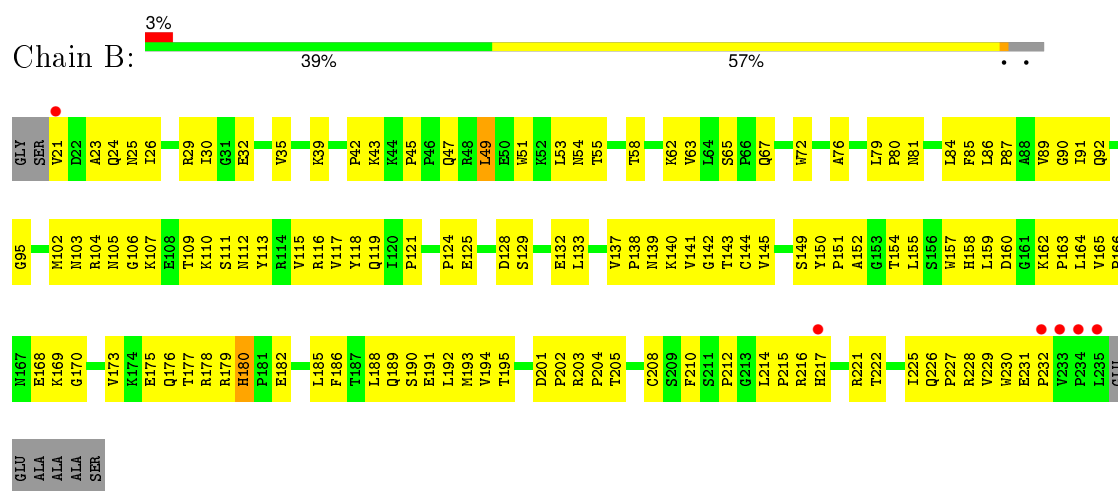 3%
Chain B:
39% 57% • •
GLY SER V21 D22 A23 Q24 N25 I26 R29 I30 G31 E32 V35 K39 P42 K43 K44 P45 P46 Q47 R48 L49 E50 W51 K52 L53 N54 T55 T58 K62 V63 L64 S65 P66 Q67 W72 A76 L79 P80 N81 L84 F85 L86 P87 A88 V89 G90 I91 Q92
G95 M102 N103 R104 N105 G106 K107 E108 T109 K110 S111 N112 Y113 R114 V115 R116 V117 Y118 Q119 I120 P121 P124 E125 D128 S129 E132 L133 V137 P138 N139 K140 V141 G142 T143 C144 V145 S149 Y150 P151 A152 G153 T154 L155 S156 W157 H158 L159 D160 G161 K162 P163 L164 V165 P166
N167 E168 K169 G170 V173 K174 E175 Q176 T177 R178 R179 H180 P181 E182 L185 F186 T187 L188 Q189 S190 E191 L192 M193 V194 T195 D201 P202 R203 P204 T205 C208 S209 F210 S211 P212 G213 L214 P215 R216 H217 R221 T222 I225 Q226 P227 R228 V229 W230 E231 P232 V233 P234 L235 GLU
GLU ALA ALA ALA SER